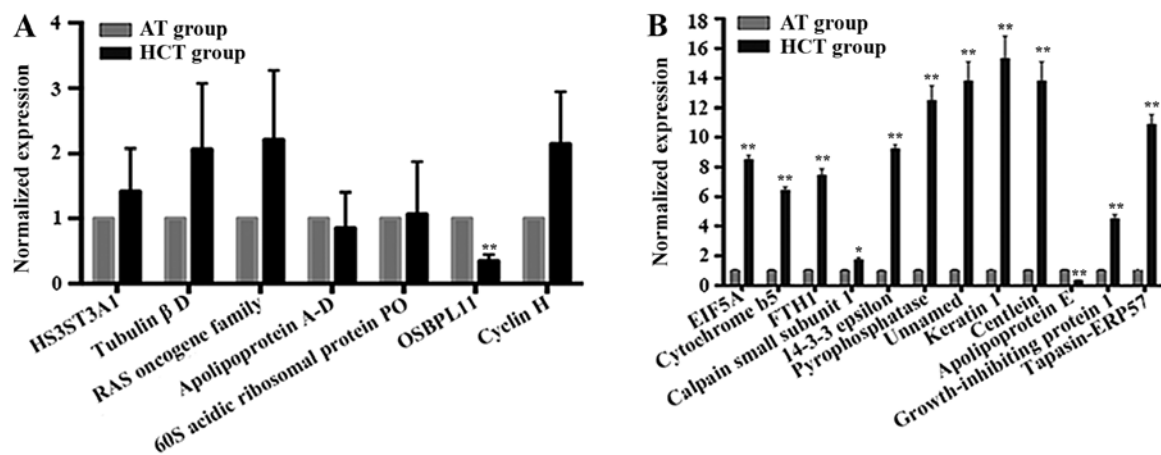 A
AT group
HCT group
Normalized expression
4
3
2
1
0
**
HS3ST3A1
Tubulin β D
RAS oncogene family
Apolipoprotein A-D
60S acidic ribosomal protein PO
OSBPL11
Cyclin H
B
AT group
HCT group
Normalized expression
18
16
14
12
10
8
6
4
2
0
**
**
**
*
**
**
**
**
**
**
**
**
EIF5A
Cytochrome b5
FTH1
Calpain small subunit 1
14-3-3 epsilon
Pyrophosphatase
Unnamed
Keratin 1
Centlein
Apolipoprotein E
Growth-inhibiting protein 1
Tapasin-ERP57